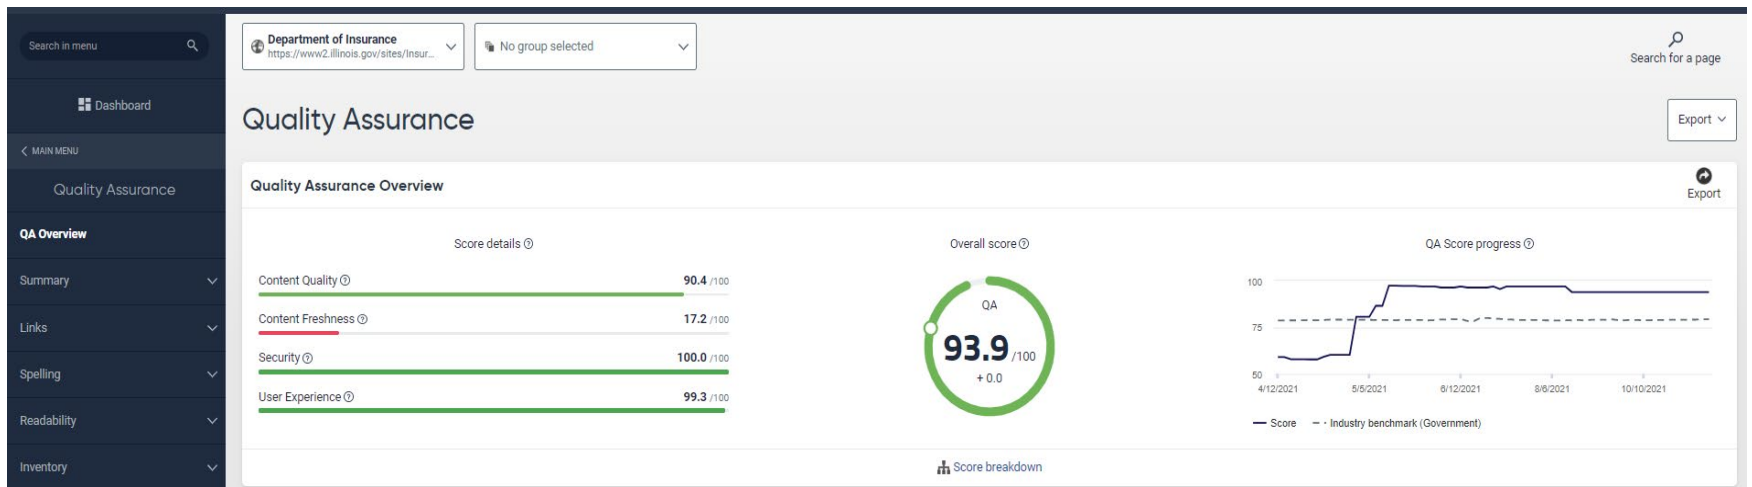 Search in menu
Dashboard
MAIN MENU
Quality Assurance
QA Overview
Summary
Links
Spelling
Readability
Inventory
Department of Insurance
https://www2.illinois.gov/sites/Insur...
No group selected
Search for a page
Quality Assurance
Export
Quality Assurance Overview
Export
Score details
Content Quality 90.4 /100
Content Freshness 17.2 /100
Security 100.0 /100
User Experience 99.3 /100
Overall score
QA
93.9 /100
+ 0.0
QA Score progress
100
75
50
4/12/2021 5/5/2021 6/12/2021 8/6/2021 10/10/2021
Score Industry benchmark (Government)
Score breakdown